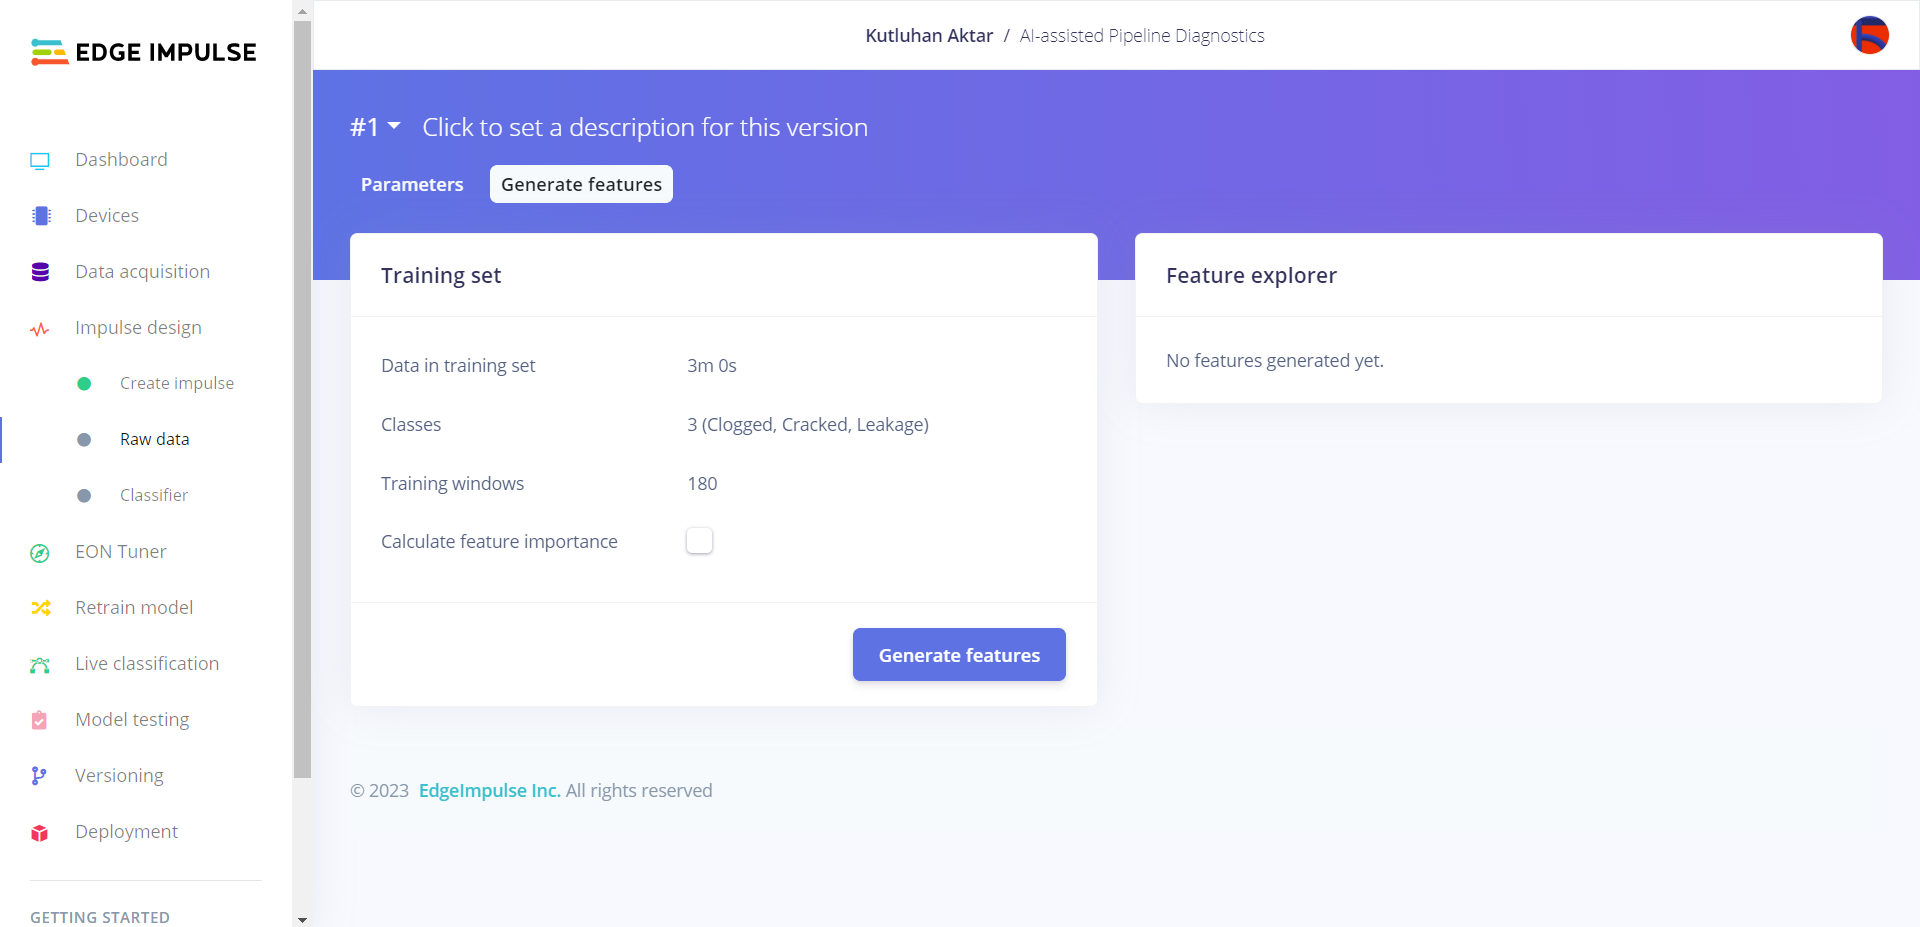 EDGE IMPULSE
Kutluhan Aktar / AI-assisted Pipeline Diagnostics
Dashboard
Devices
Data acquisition
Impulse design
Create impulse
Raw data
Classifier
EON Tuner
Retrain model
Live classification
Model testing
Versioning
Deployment
GETTING STARTED
#1 Click to set a description for this version
Parameters Generate features
Training set
Data in training set 3m 0s
Classes 3 (Clogged, Cracked, Leakage)
Training windows 180
Calculate feature importance
Generate features
Feature explorer
No features generated yet.
© 2023 EdgeImpulse Inc. All rights reserved